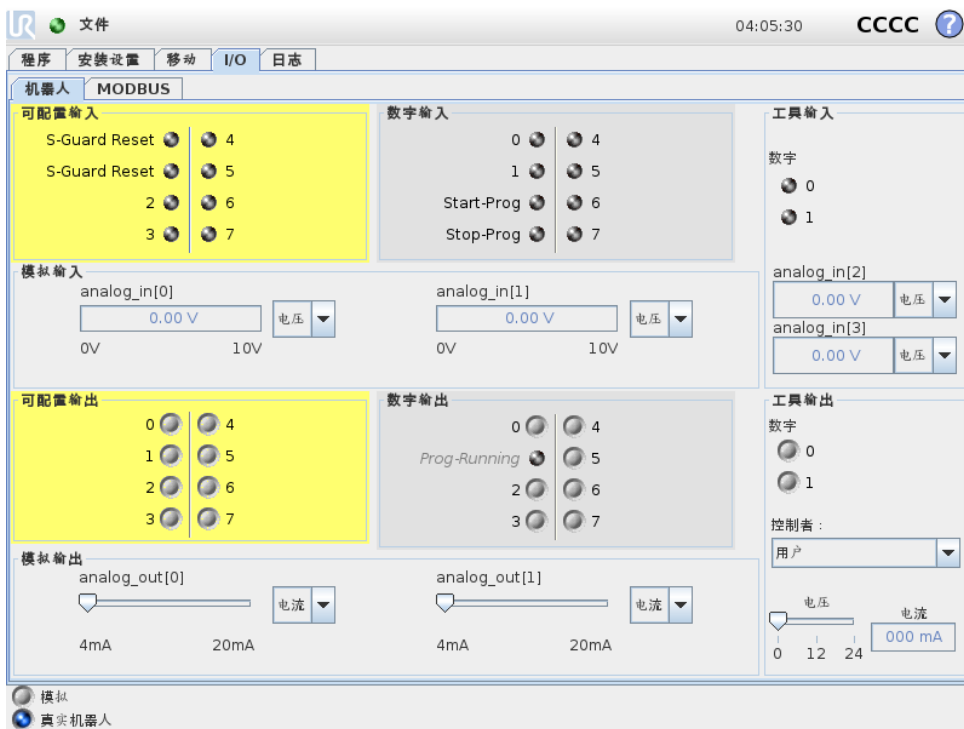 UR 文件 04:05:30 CCCC ?
程序 安装设置 移动 I/O 日志
机器人 MODBUS
可配置输入
S-Guard Reset 4
S-Guard Reset 5
2 6
3 7
数字输入
0 4
1 5
Start-Prog 6
Stop-Prog 7
工具输入
数字
0
1
analog_in[2]
0.00 V 电压
analog_in[3]
0.00 V 电压
模拟输入
analog_in[0]
0.00 V 电压
0V 10V
analog_in[1]
0.00 V 电压
0V 10V
可配置输出
0 4
1 5
2 6
3 7
数字输出
0 4
Prog-Running 5
2 6
3 7
工具输出
数字
0
1
控制者：
用户
电压
0 12 24
电流
000 mA
模拟输出
analog_out[0]
电流
4mA 20mA
analog_out[1]
电流
4mA 20mA
模拟
真实机器人